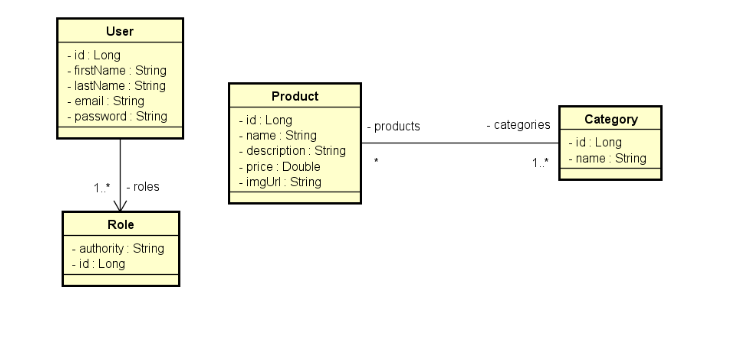 User
- id : Long
- firstName : String
- lastName : String
- email : String
- password : String
1..* - roles
Role
- authority : String
- id : Long
Product
- id : Long
- name : String
- description : String
- price : Double
- imgUrl : String
- products
*
- categories
1..*
Category
- id : Long
- name : String